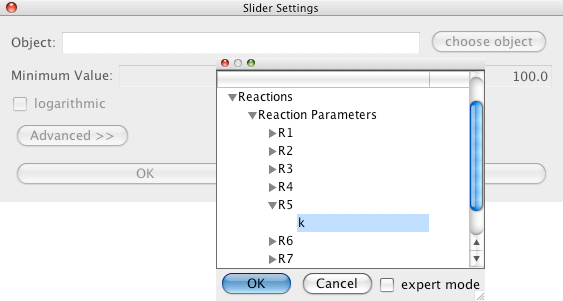 Slider Settings
Object:
choose object
Minimum Value:
100.0
logarithmic
Advanced >>
OK
Reactions
Reaction Parameters
R1
R2
R3
R4
R5
k
R6
R7
OK
Cancel
expert mode